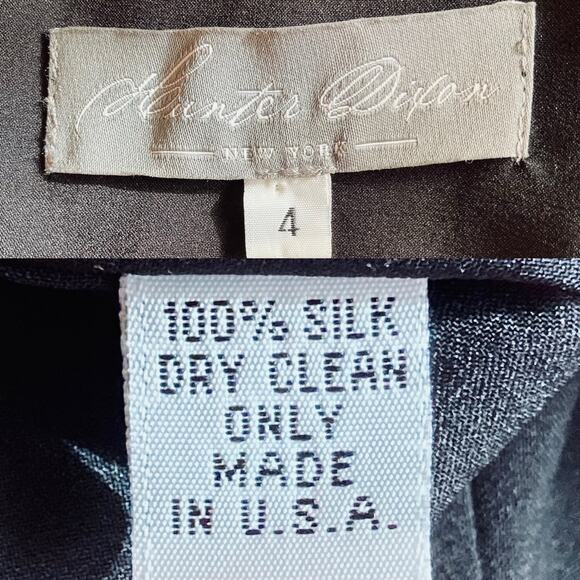 Hunter Dixon
NEW YORK
4
100% SILK
DRY CLEAN
ONLY
MADE
IN U.S.A.